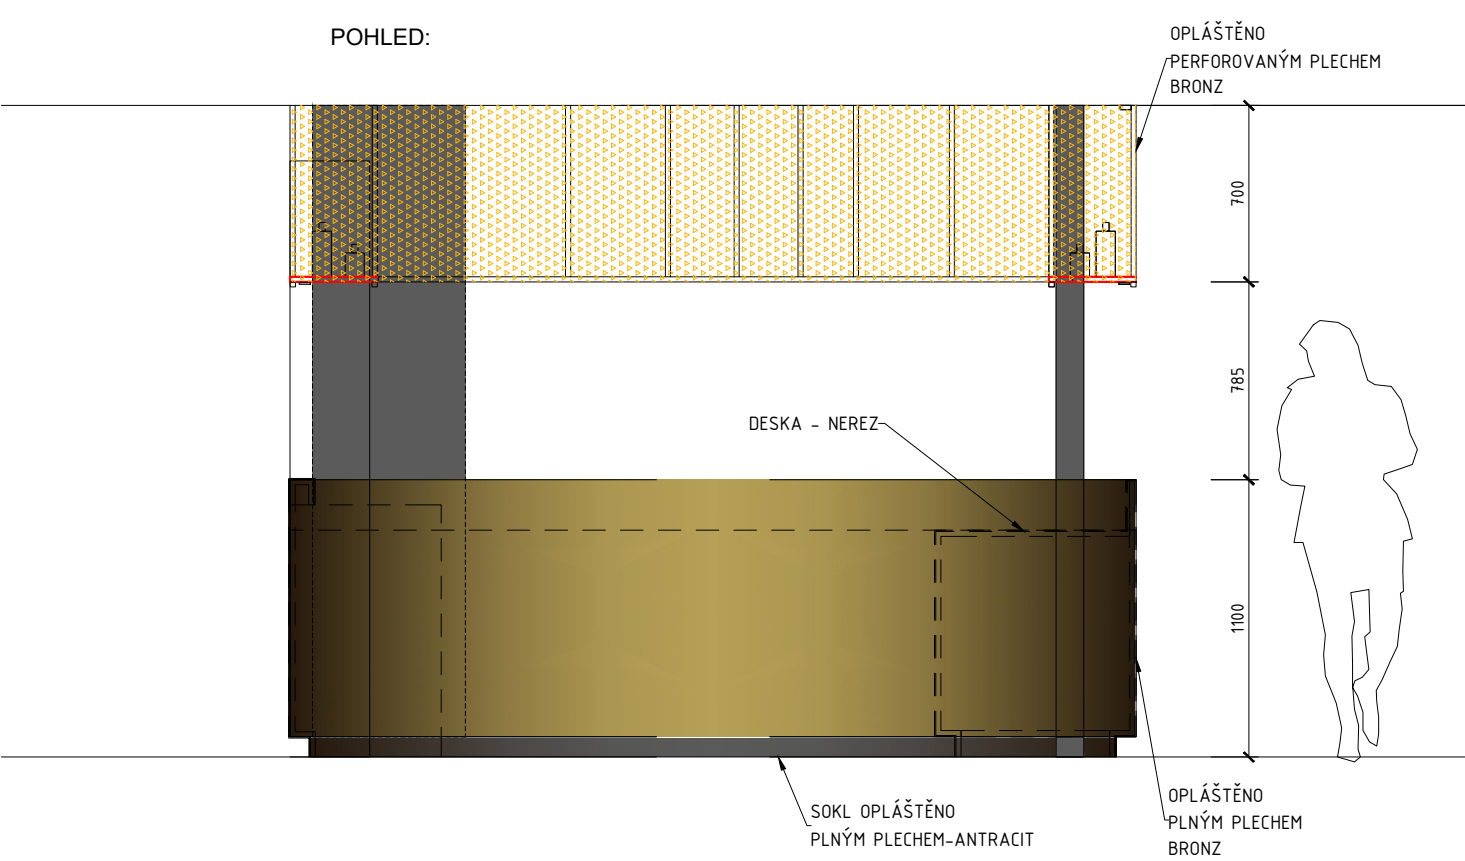 POHLED:
OPLÁŠTĚNO
PERFOROVANÝM PLECHEM
BRONZ
700
785
DESKA - NEREZ
1100
SOKL OPLÁŠTĚNO
PLNÝM PLECHEM-ANTRACIT
OPLÁŠTĚNO
PLNÝM PLECHEM
BRONZ